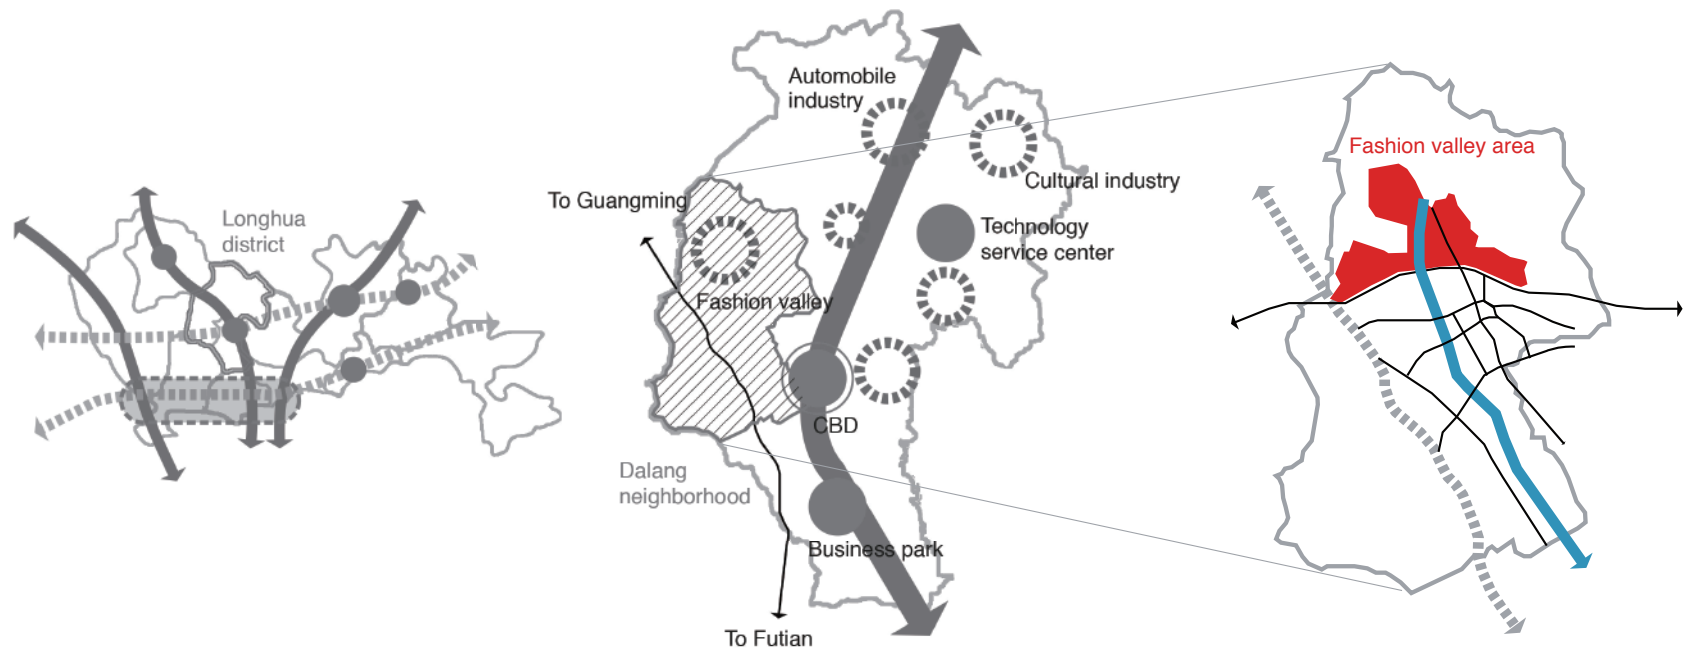 Longhua
district
Automobile
industry
Cultural industry
To Guangming
Technology
service center
Fashion valley
CBD
Dalang
neighborhood
Business park
To Futian
Fashion valley area